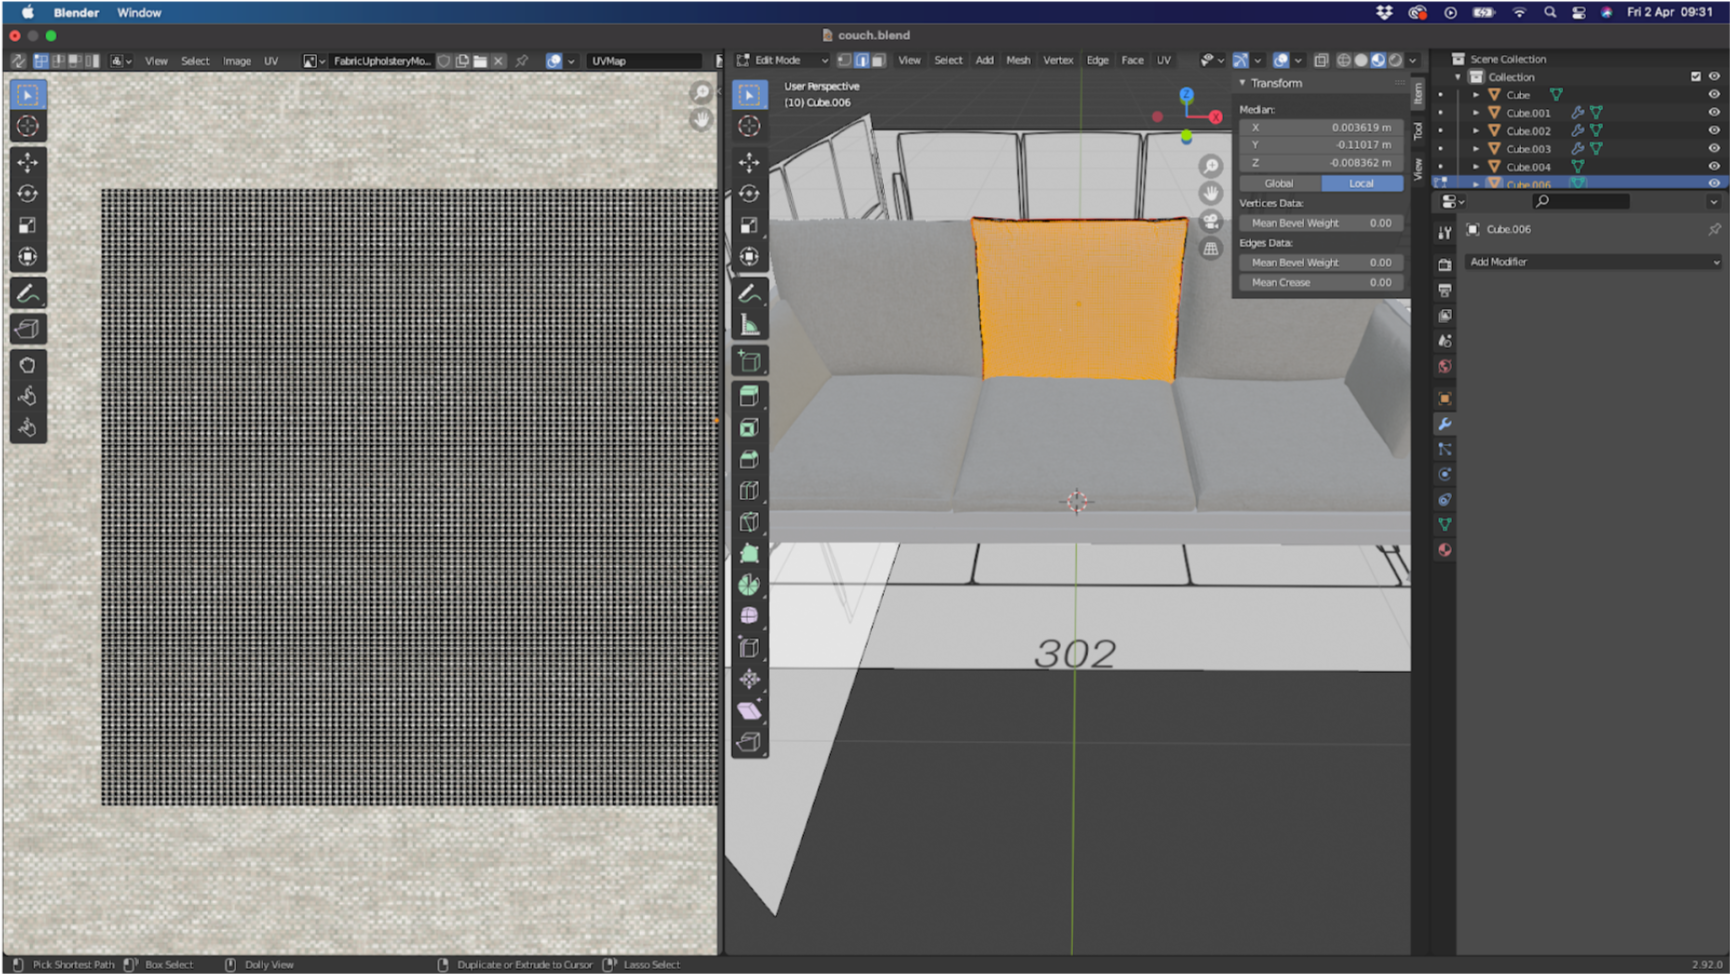 Blender Window Fri 2 Apr 09:31
couch.blend
View Select Image UV FabricUpholsteryMo... UVMap
Edit Mode View Select Add Mesh Vertex Edge Face UV
User Perspective
(10) Cube.006
Z
X
Transform
Median:
X 0.003619 m
Y -0.11017 m
Z -0.008362 m
Global Local
Vertices Data:
Mean Bevel Weight 0.00
Edges Data:
Mean Bevel Weight 0.00
Mean Crease 0.00
Item
Tool
View
Scene Collection
Collection
Cube
Cube.001
Cube.002
Cube.003
Cube.004
Cube.006
Cube.006
Add Modifier
302
Pick Shortest Path Box Select Dolly View Duplicate or Extrude to Cursor Lasso Select 2.92.0